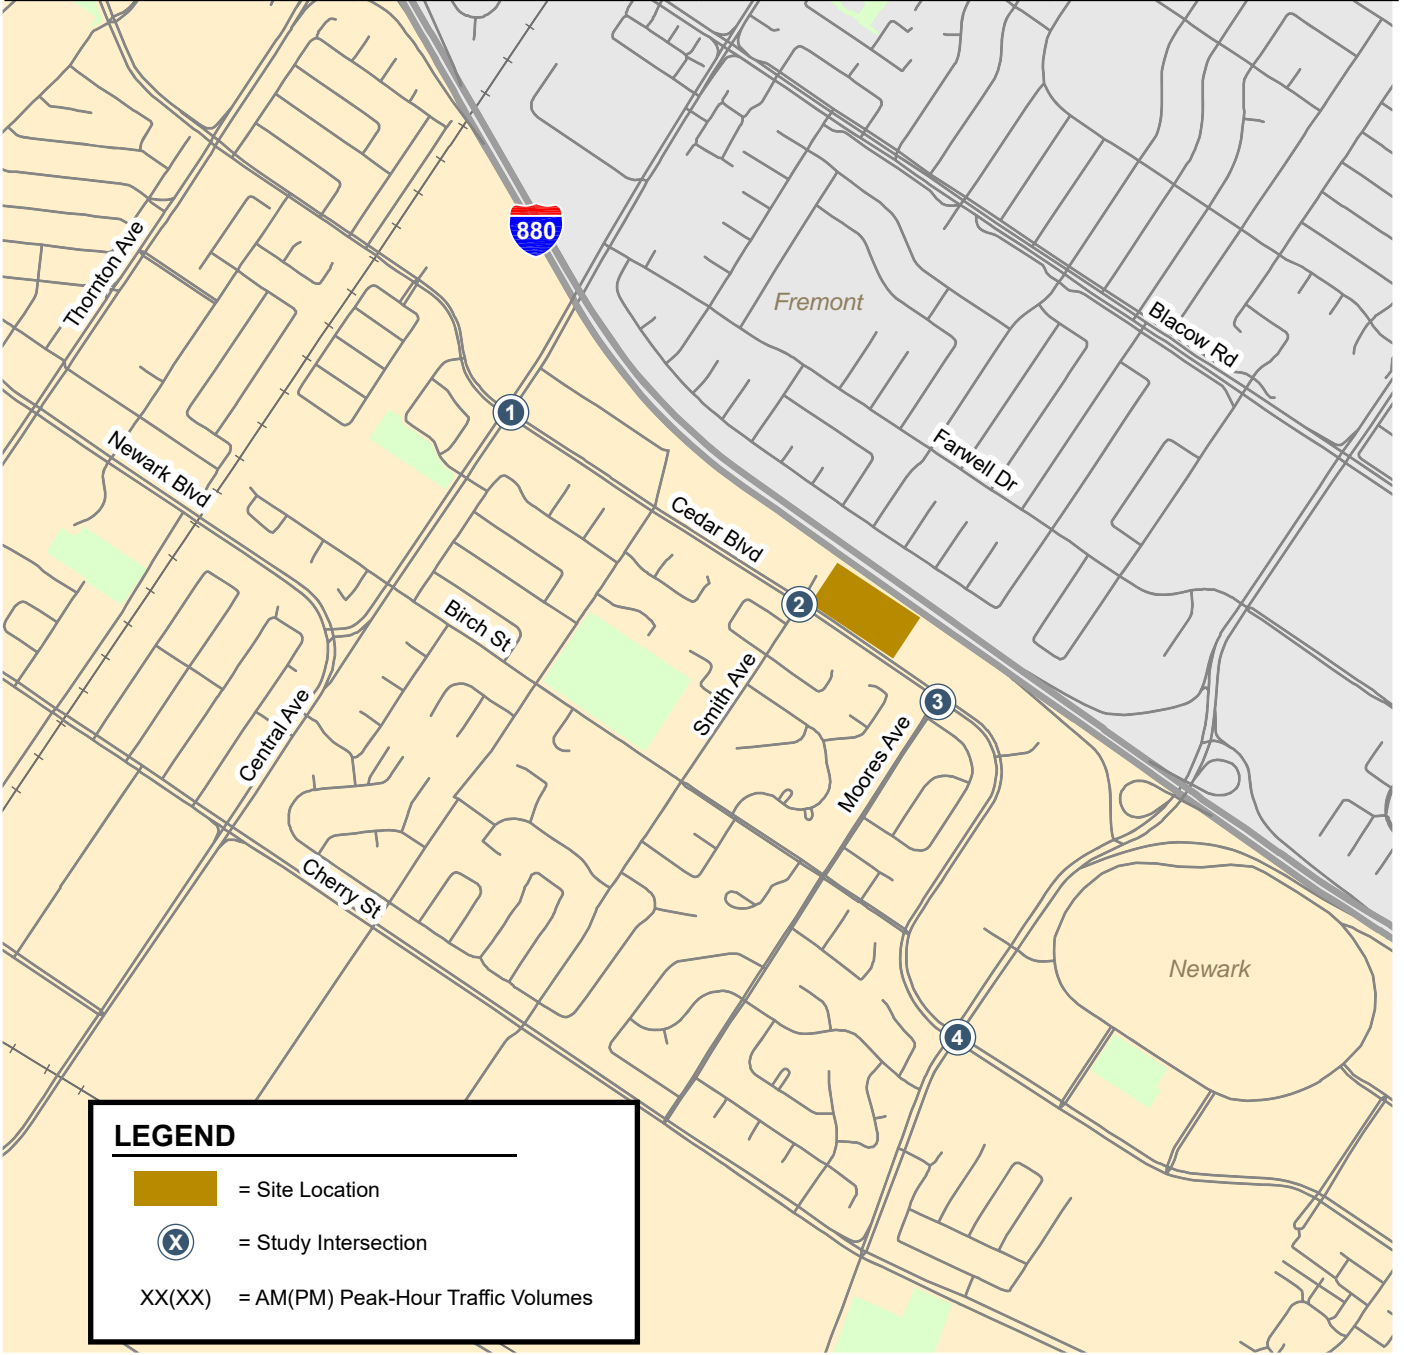 880
Thornton Ave
Fremont
Blacow Rd
1
Newark Blvd
Farwell Dr
Cedar Blvd
2
Birch St
Smith Ave
3
Central Ave
Moores Ave
Cherry St
Newark
4
LEGEND
= Site Location
X = Study Intersection
XX(XX) = AM(PM) Peak-Hour Traffic Volumes